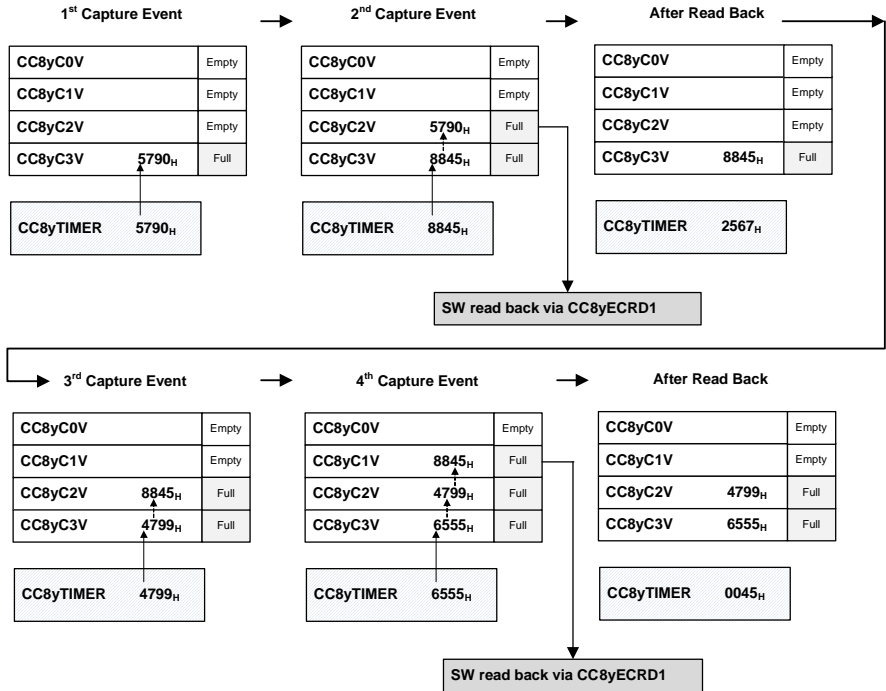 1st Capture Event
2nd Capture Event
After Read Back
CC8yC0V Empty
CC8yC1V Empty
CC8yC2V Empty
CC8yC3V 5790H Full
CC8yTIMER 5790H
CC8yC0V Empty
CC8yC1V Empty
CC8yC2V 5790H Full
CC8yC3V 8845H Full
CC8yTIMER 8845H
CC8yC0V Empty
CC8yC1V Empty
CC8yC2V Empty
CC8yC3V 8845H Full
CC8yTIMER 2567H
SW read back via CC8yECRD1
3rd Capture Event
4th Capture Event
After Read Back
CC8yC0V Empty
CC8yC1V Empty
CC8yC2V 8845H Full
CC8yC3V 4799H Full
CC8yTIMER 4799H
CC8yC0V Empty
CC8yC1V 8845H Full
CC8yC2V 4799H Full
CC8yC3V 6555H Full
CC8yTIMER 6555H
CC8yC0V Empty
CC8yC1V Empty
CC8yC2V 4799H Full
CC8yC3V 6555H Full
CC8yTIMER 0045H
SW read back via CC8yECRD1